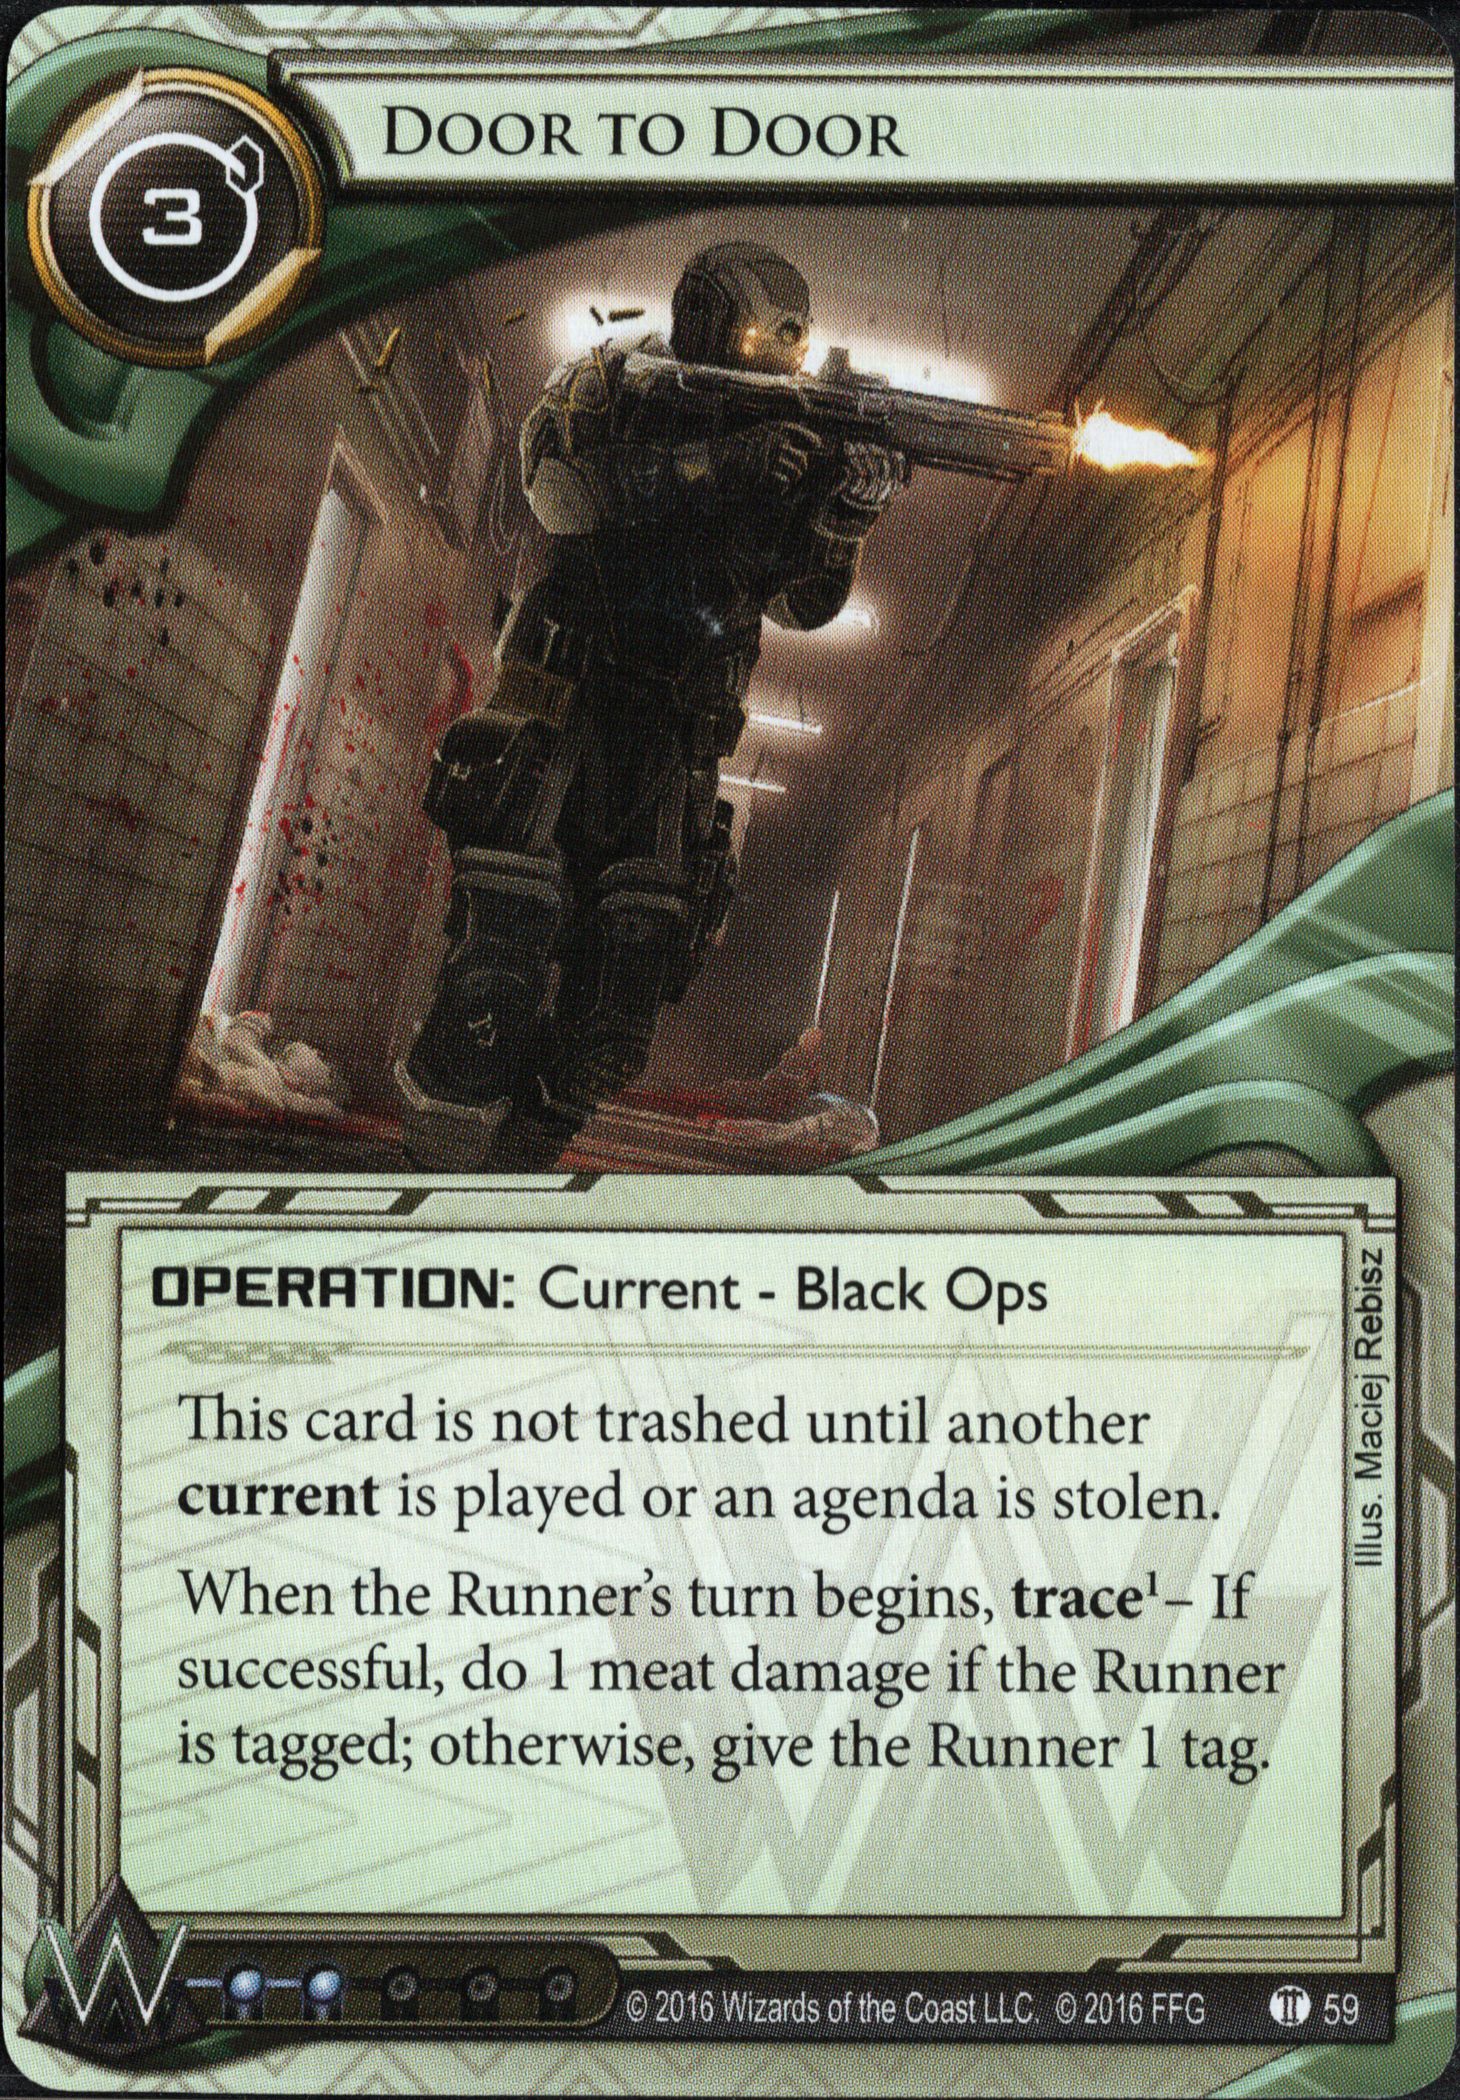 3
DOOR TO DOOR
OPERATION: Current - Black Ops
This card is not trashed until another
current is played or an agenda is stolen.
When the Runner's turn begins, trace¹– If
successful, do 1 meat damage if the Runner
is tagged; otherwise, give the Runner 1 tag.
Illus. Maciej Rebisz
W
© 2016 Wizards of the Coast LLC. © 2016 FFG 59